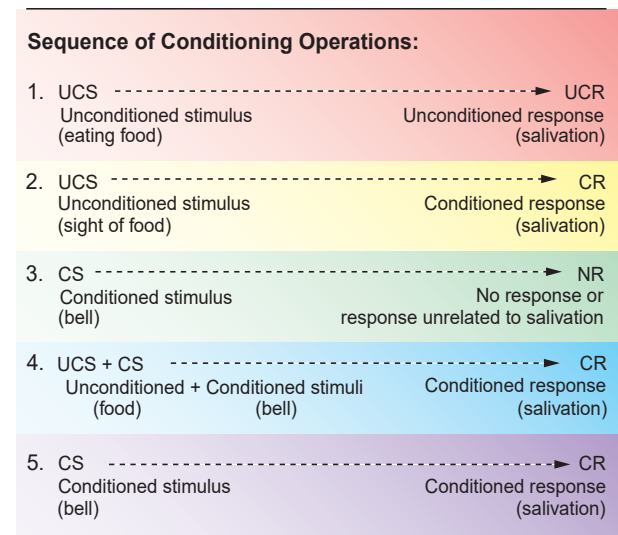 Sequence of Conditioning Operations:
1. UCS UCR
Unconditioned stimulus Unconditioned response
(eating food) (salivation)
2. UCS CR
Unconditioned stimulus Conditioned response
(sight of food) (salivation)
3. CS NR
Conditioned stimulus No response or
(bell) response unrelated to salivation
4. UCS + CS CR
Unconditioned + Conditioned stimuli Conditioned response
(food) (bell) (salivation)
5. CS CR
Conditioned stimulus Conditioned response
(bell) (salivation)